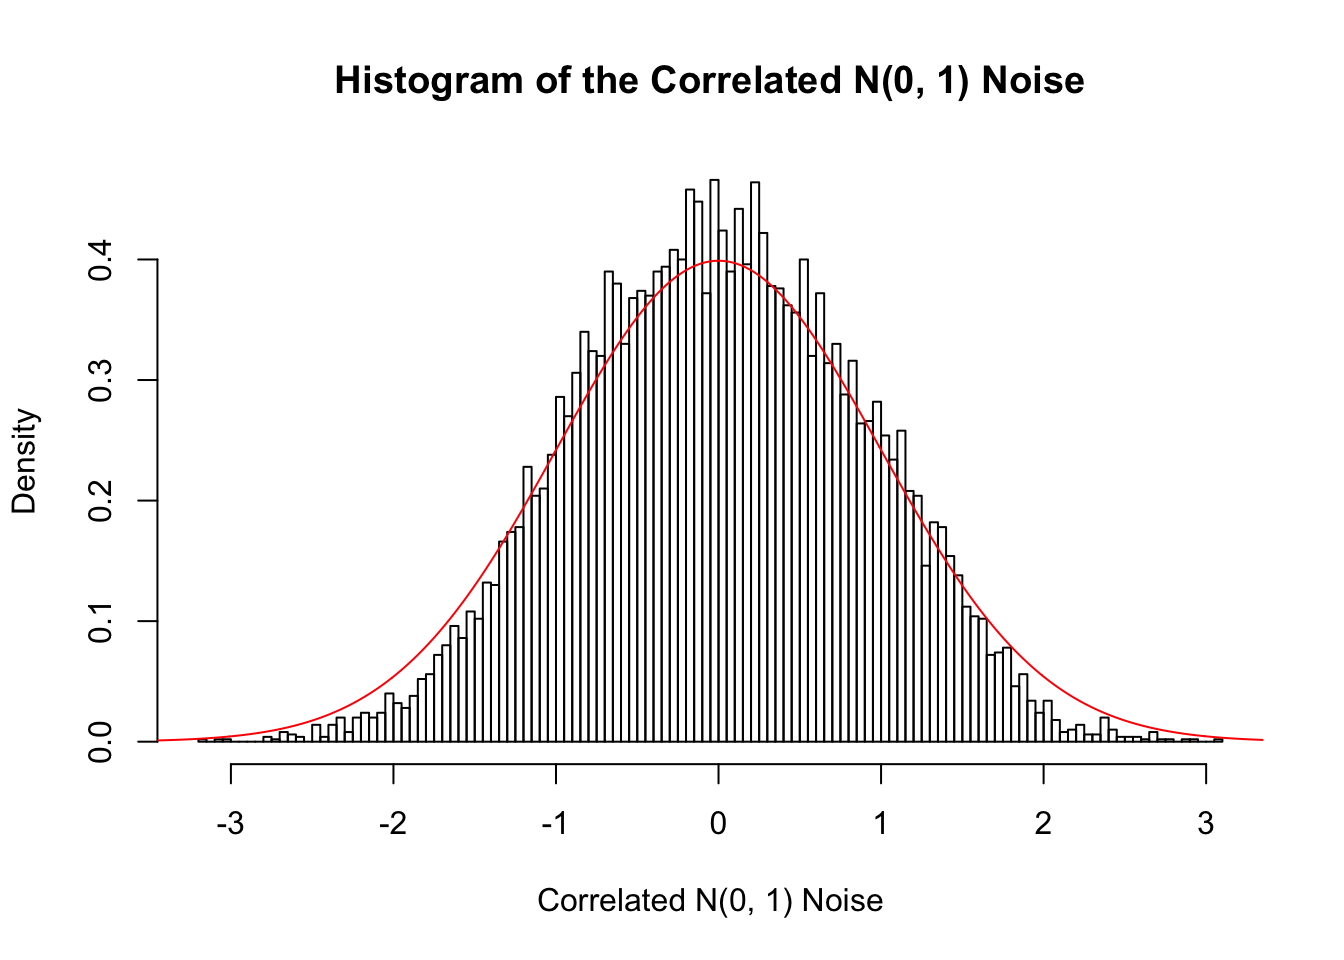 Histogram of the Correlated N(0, 1) Noise
Density
0.4
0.3
0.2
0.1
0.0
-3 -2 -1 0 1 2 3
Correlated N(0, 1) Noise